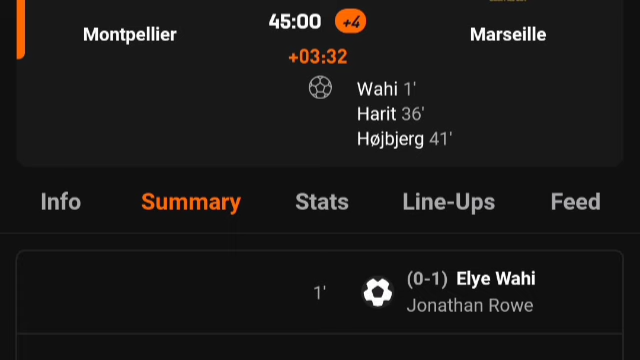 45:00 +4
Montpellier
Marseille
+03:32
Wahi 1'
Harit 36'
Højbjerg 41'
Info Summary Stats Line-Ups Feed
1' (0-1) Elye Wahi
Jonathan Rowe